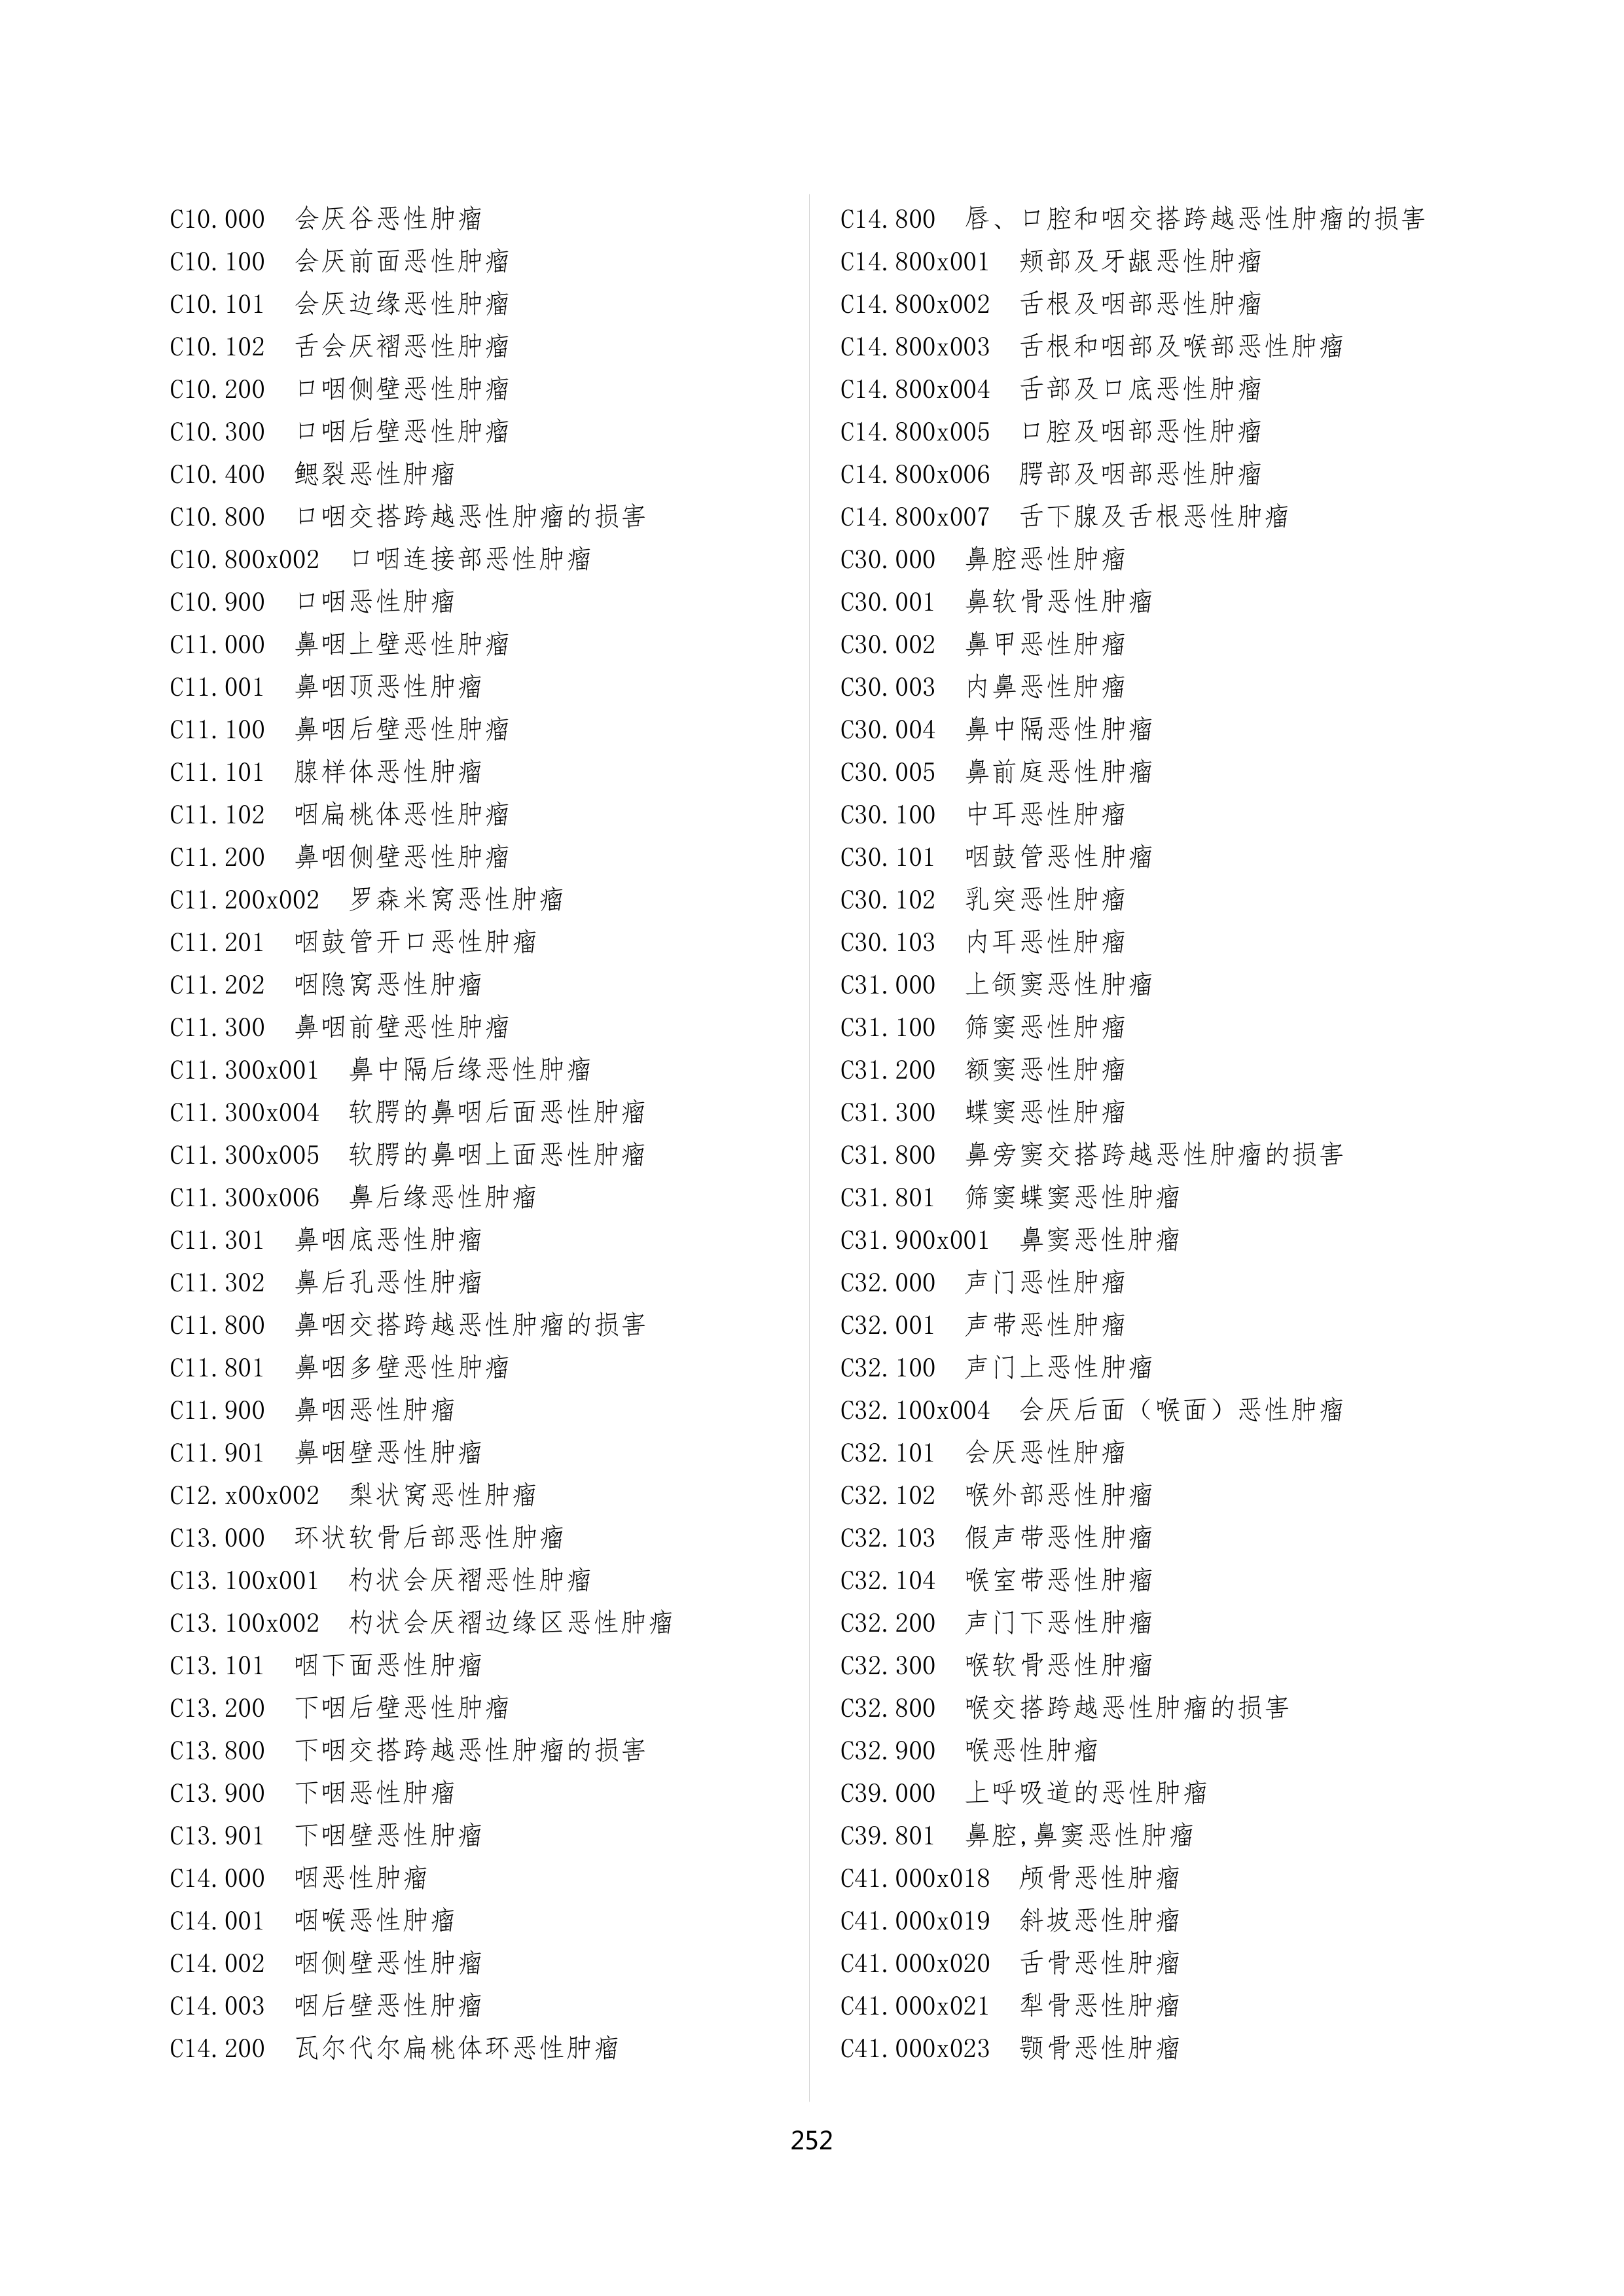 C10.000 会厌谷恶性肿瘤
C10.100 会厌前面恶性肿瘤
C10.101 会厌边缘恶性肿瘤
C10.102 舌会厌褶恶性肿瘤
C10.200 口咽侧壁恶性肿瘤
C10.300 口咽后壁恶性肿瘤
C10.400 鳃裂恶性肿瘤
C10.800 口咽交搭跨越恶性肿瘤的损害
C10.800x002 口咽连接部恶性肿瘤
C10.900 口咽恶性肿瘤
C11.000 鼻咽上壁恶性肿瘤
C11.001 鼻咽顶恶性肿瘤
C11.100 鼻咽后壁恶性肿瘤
C11.101 腺样体恶性肿瘤
C11.102 咽扁桃体恶性肿瘤
C11.200 鼻咽侧壁恶性肿瘤
C11.200x002 罗森米窝恶性肿瘤
C11.201 咽鼓管开口恶性肿瘤
C11.202 咽隐窝恶性肿瘤
C11.300 鼻咽前壁恶性肿瘤
C11.300x001 鼻中隔后缘恶性肿瘤
C11.300x004 软腭的鼻咽后面恶性肿瘤
C11.300x005 软腭的鼻咽上面恶性肿瘤
C11.300x006 鼻后缘恶性肿瘤
C11.301 鼻咽底恶性肿瘤
C11.302 鼻后孔恶性肿瘤
C11.800 鼻咽交搭跨越恶性肿瘤的损害
C11.801 鼻咽多壁恶性肿瘤
C11.900 鼻咽恶性肿瘤
C11.901 鼻咽壁恶性肿瘤
C12.x00x002 梨状窝恶性肿瘤
C13.000 环状软骨后部恶性肿瘤
C13.100x001 杓状会厌褶恶性肿瘤
C13.100x002 杓状会厌褶边缘区恶性肿瘤
C13.101 咽下面恶性肿瘤
C13.200 下咽后壁恶性肿瘤
C13.800 下咽交搭跨越恶性肿瘤的损害
C13.900 下咽恶性肿瘤
C13.901 下咽壁恶性肿瘤
C14.000 咽恶性肿瘤
C14.001 咽喉恶性肿瘤
C14.002 咽侧壁恶性肿瘤
C14.003 咽后壁恶性肿瘤
C14.200 瓦尔代尔扁桃体环恶性肿瘤
C14.800 唇、口腔和咽交搭跨越恶性肿瘤的损害
C14.800x001 颊部及牙龈恶性肿瘤
C14.800x002 舌根及咽部恶性肿瘤
C14.800x003 舌根和咽部及喉部恶性肿瘤
C14.800x004 舌部及口底恶性肿瘤
C14.800x005 口腔及咽部恶性肿瘤
C14.800x006 腭部及咽部恶性肿瘤
C14.800x007 舌下腺及舌根恶性肿瘤
C30.000 鼻腔恶性肿瘤
C30.001 鼻软骨恶性肿瘤
C30.002 鼻甲恶性肿瘤
C30.003 内鼻恶性肿瘤
C30.004 鼻中隔恶性肿瘤
C30.005 鼻前庭恶性肿瘤
C30.100 中耳恶性肿瘤
C30.101 咽鼓管恶性肿瘤
C30.102 乳突恶性肿瘤
C30.103 内耳恶性肿瘤
C31.000 上颌窦恶性肿瘤
C31.100 筛窦恶性肿瘤
C31.200 额窦恶性肿瘤
C31.300 蝶窦恶性肿瘤
C31.800 鼻旁窦交搭跨越恶性肿瘤的损害
C31.801 筛窦蝶窦恶性肿瘤
C31.900x001 鼻窦恶性肿瘤
C32.000 声门恶性肿瘤
C32.001 声带恶性肿瘤
C32.100 声门上恶性肿瘤
C32.100x004 会厌后面（喉面）恶性肿瘤
C32.101 会厌恶性肿瘤
C32.102 喉外部恶性肿瘤
C32.103 假声带恶性肿瘤
C32.104 喉室带恶性肿瘤
C32.200 声门下恶性肿瘤
C32.300 喉软骨恶性肿瘤
C32.800 喉交搭跨越恶性肿瘤的损害
C32.900 喉恶性肿瘤
C39.000 上呼吸道的恶性肿瘤
C39.801 鼻腔,鼻窦恶性肿瘤
C41.000x018 颅骨恶性肿瘤
C41.000x019 斜坡恶性肿瘤
C41.000x020 舌骨恶性肿瘤
C41.000x021 犁骨恶性肿瘤
C41.000x023 颚骨恶性肿瘤
252